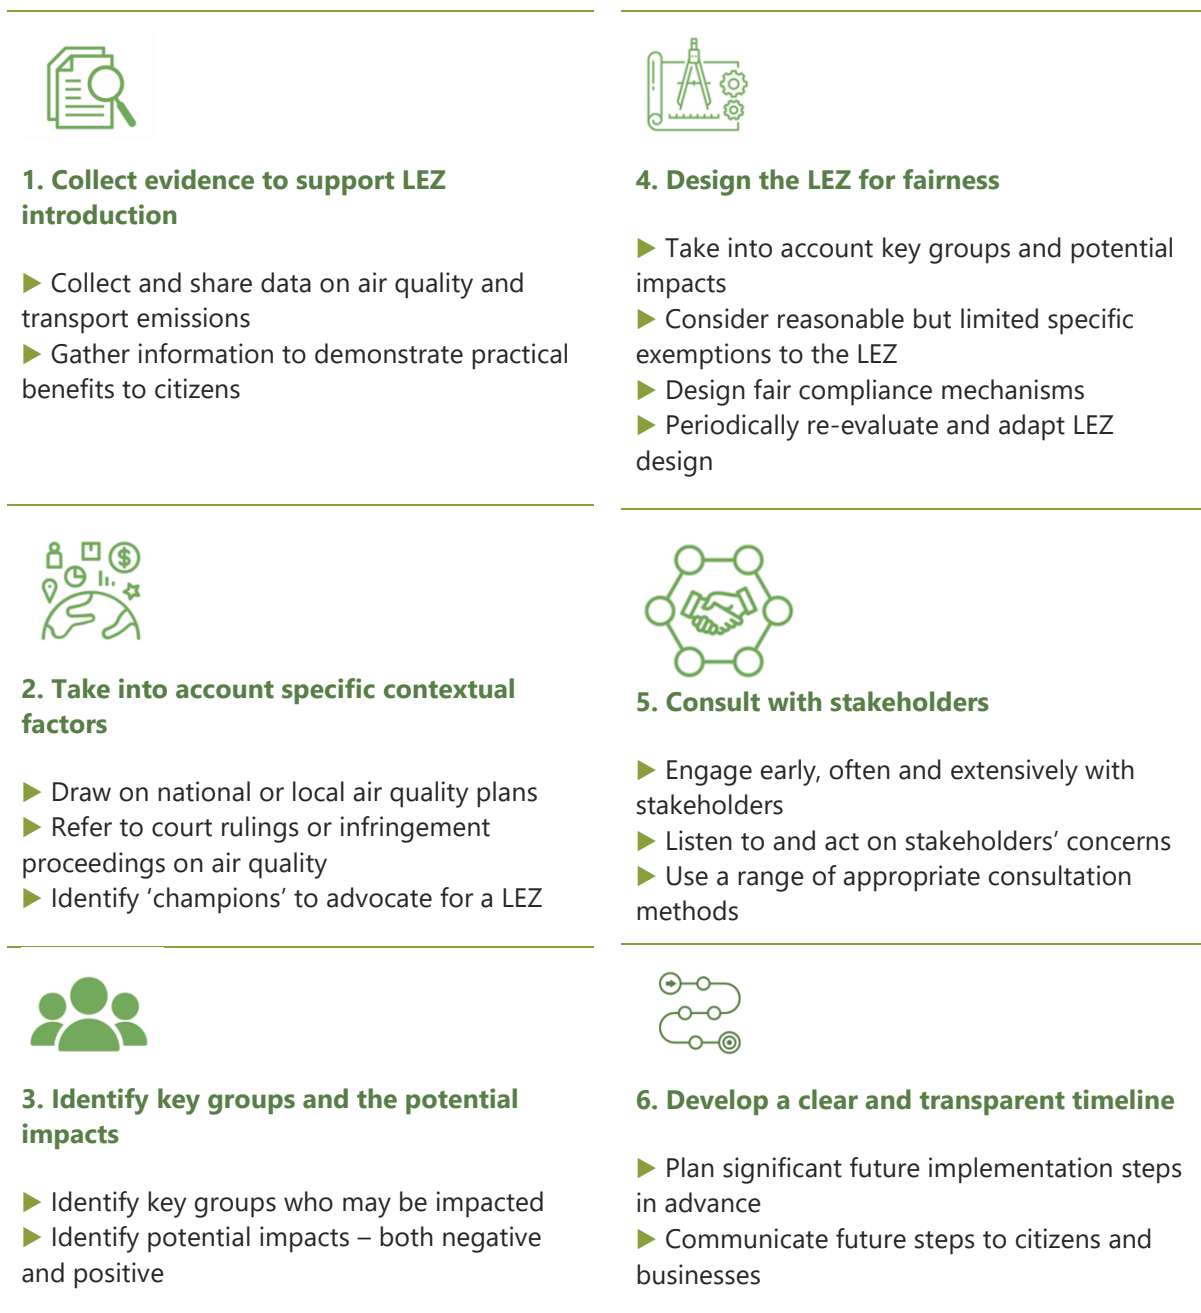 1. Collect evidence to support LEZ
introduction
▶ Collect and share data on air quality and
transport emissions
▶ Gather information to demonstrate practical
benefits to citizens
2. Take into account specific contextual
factors
▶ Draw on national or local air quality plans
▶ Refer to court rulings or infringement
proceedings on air quality
▶ Identify ‘champions’ to advocate for a LEZ
3. Identify key groups and the potential
impacts
▶ Identify key groups who may be impacted
▶ Identify potential impacts – both negative
and positive
4. Design the LEZ for fairness
▶ Take into account key groups and potential
impacts
▶ Consider reasonable but limited specific
exemptions to the LEZ
▶ Design fair compliance mechanisms
▶ Periodically re-evaluate and adapt LEZ
design
5. Consult with stakeholders
▶ Engage early, often and extensively with
stakeholders
▶ Listen to and act on stakeholders’ concerns
▶ Use a range of appropriate consultation
methods
6. Develop a clear and transparent timeline
▶ Plan significant future implementation steps
in advance
▶ Communicate future steps to citizens and
businesses